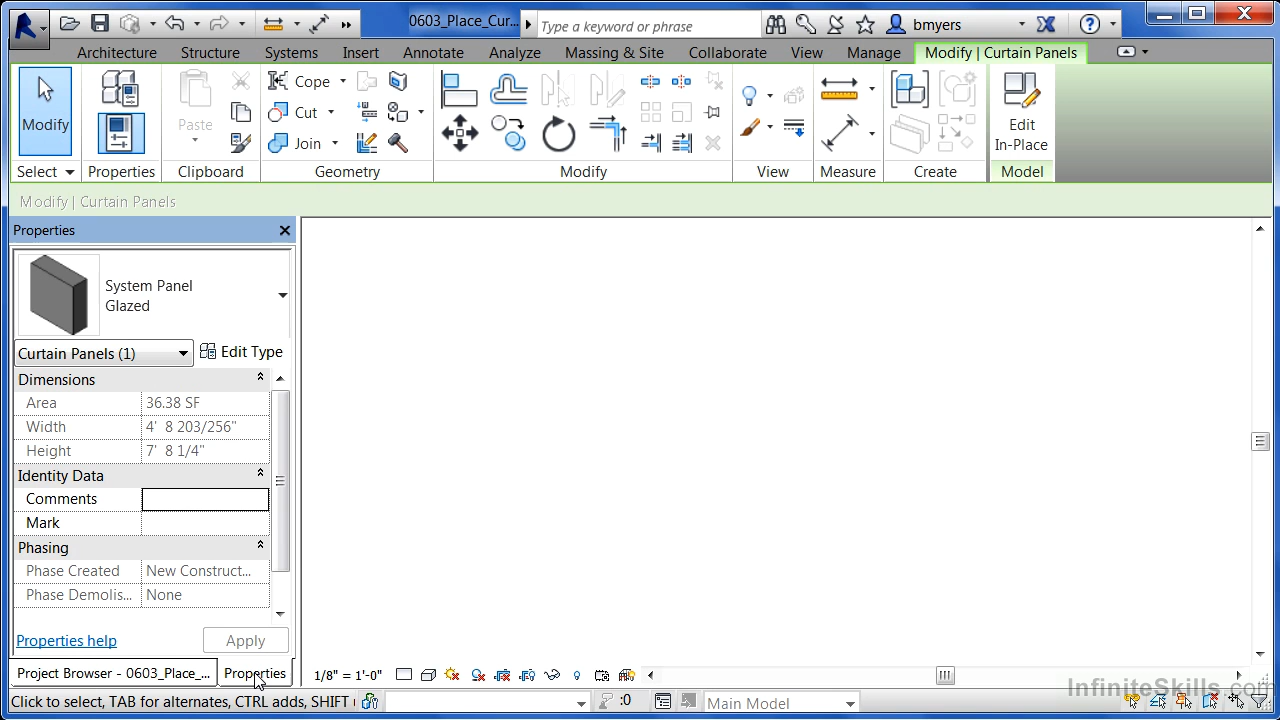 0603_Place_Cur...
Type a keyword or phrase
bmyers
Architecture
Structure
Systems
Insert
Annotate
Analyze
Massing & Site
Collaborate
View
Manage
Modify | Curtain Panels
Modify
Paste
Cope
Cut
Join
Edit
In-Place
Select
Properties
Clipboard
Geometry
Modify
View
Measure
Create
Model
Modify | Curtain Panels
Properties
System Panel
Glazed
Curtain Panels (1)
Edit Type
Dimensions
Area 36.38 SF
Width 4' 8 203/256"
Height 7' 8 1/4"
Identity Data
Comments
Mark
Phasing
Phase Created New Construct...
Phase Demolis... None
Properties help
Apply
Project Browser - 0603_Place_...
Properties
1/8" = 1'-0"
Click to select, TAB for alternates, CTRL adds, SHIFT
:0
Main Model
InfiniteSkills.com